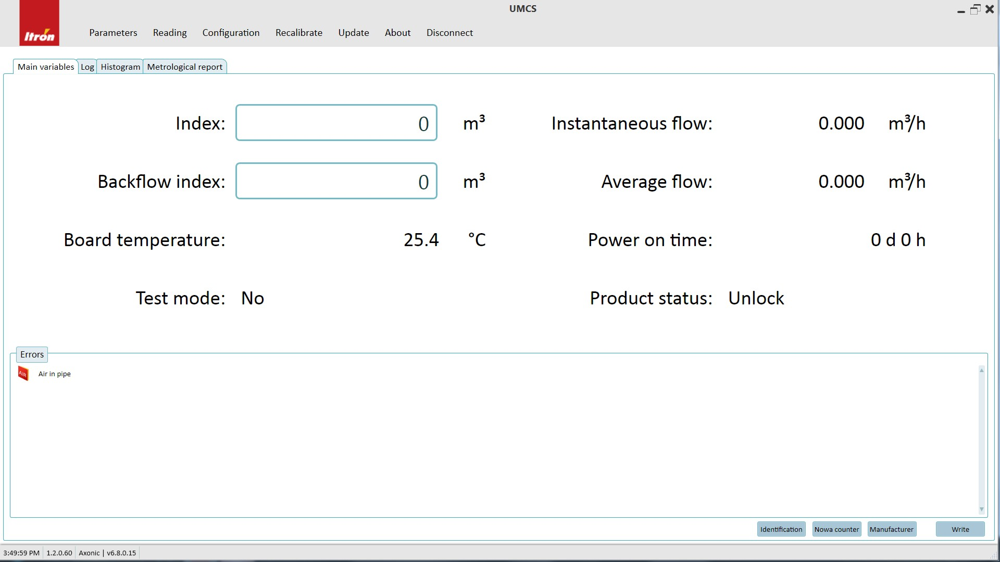 UMCS
Itron
Parameters Reading Configuration Recalibrate Update About Disconnect
Main variables Log Histogram Metrological report
Index: 0 m³ Instantaneous flow: 0.000 m³/h
Backflow index: 0 m³ Average flow: 0.000 m³/h
Board temperature: 25.4 °C Power on time: 0 d 0 h
Test mode: No Product status: Unlock
Errors
AIR Air in pipe
Identification Nowa counter Manufacturer Write
3:49:59 PM 1.2.0.60 Axonic | v6.8.0.15